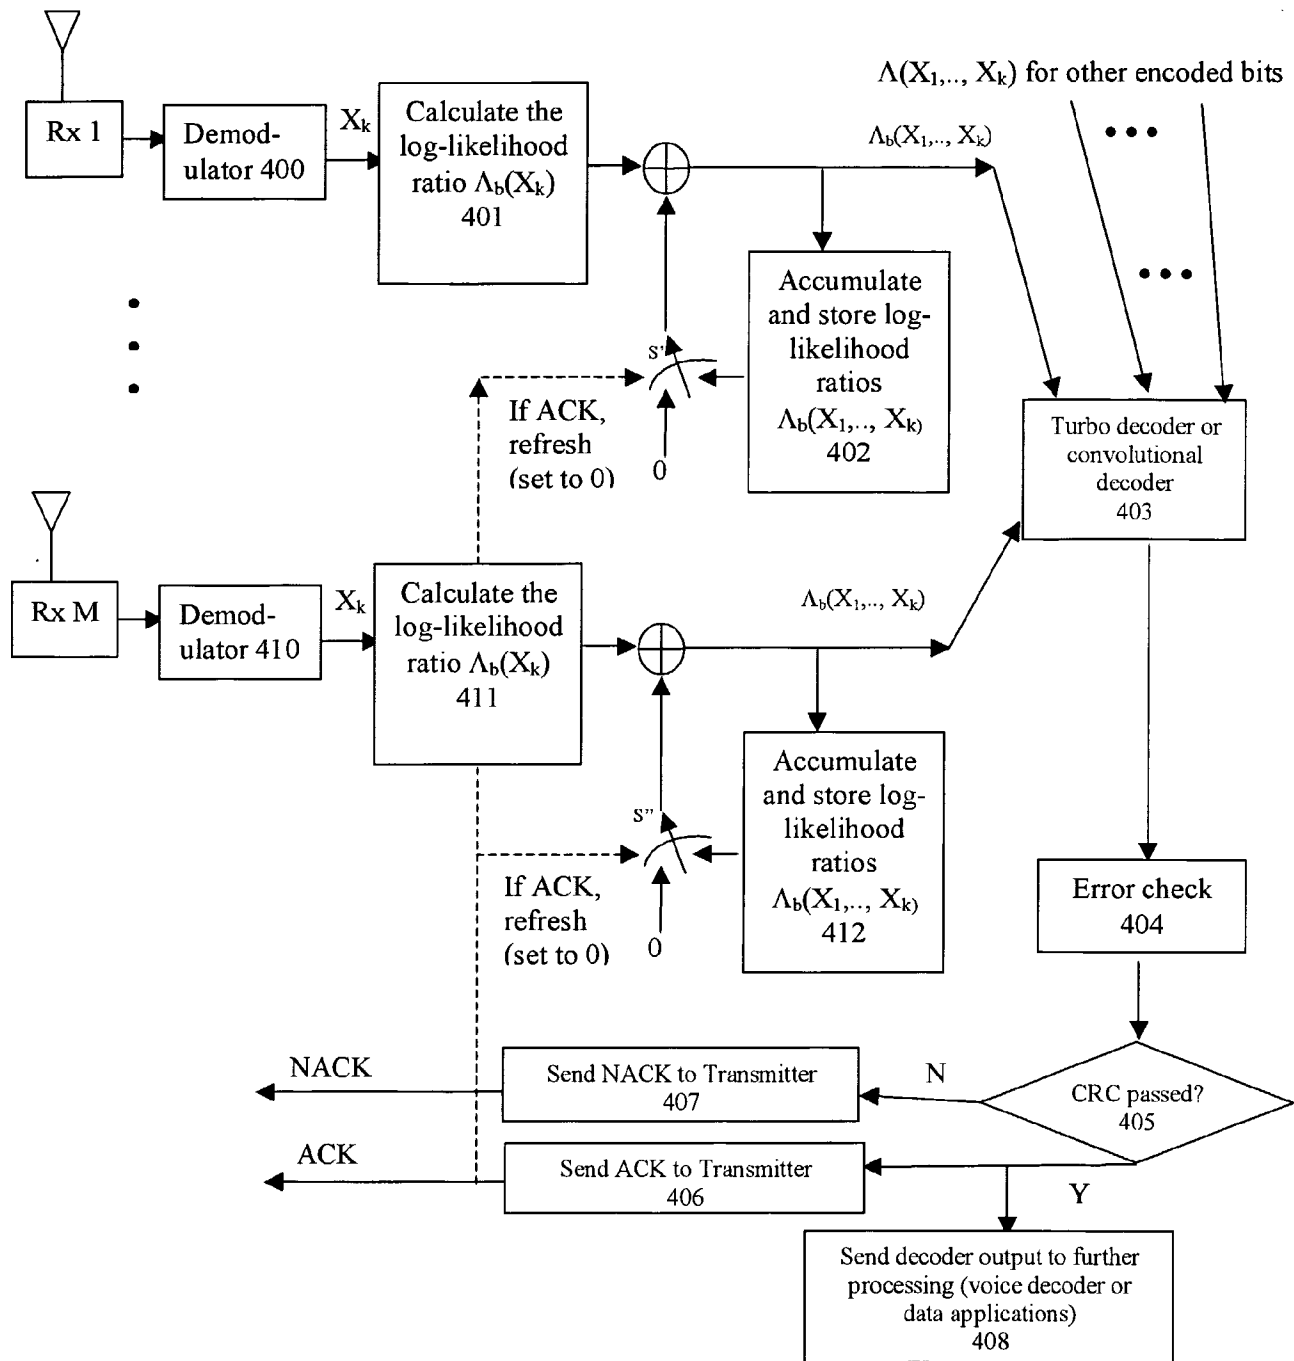 Λ(X₁,.., Xₖ) for other encoded bits
Rx 1
Demod-
ulator 400
Xₖ
Calculate the
log-likelihood
ratio Λb(Xₖ)
401
Λb(X₁,.., Xₖ)
Accumulate
and store log-
likelihood
ratios
Λb(X₁,.., Xₖ)
402
S'
If ACK,
refresh
(set to 0)
0
Turbo decoder or
convolutional
decoder
403
Rx M
Demod-
ulator 410
Xₖ
Calculate the
log-likelihood
ratio Λb(Xₖ)
411
Λb(X₁,.., Xₖ)
Accumulate
and store log-
likelihood
ratios
Λb(X₁,.., Xₖ)
412
S"
If ACK,
refresh
(set to 0)
0
Error check
404
CRC passed?
405
N
Send NACK to Transmitter
407
NACK
Y
Send ACK to Transmitter
406
ACK
Send decoder output to further
processing (voice decoder or
data applications)
408